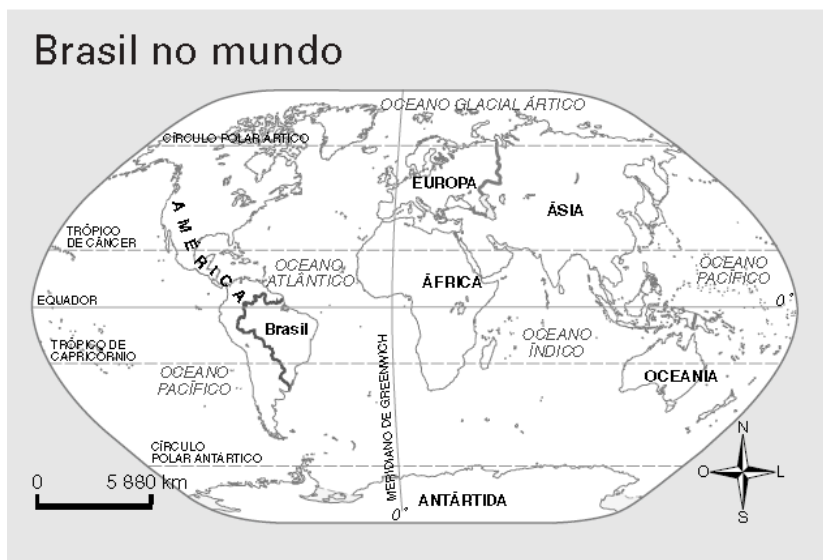 Brasil no mundo
OCEANO GLACIAL ÁRTICO
CÍRCULO POLAR ÁRTICO
EUROPA
ÁSIA
AMÉRICA
TRÓPICO
DE CÂNCER
OCEANO
ATLÂNTICO
ÁFRICA
OCEANO
PACÍFICO
EQUADOR
0°
Brasil
TRÓPICO DE
CAPRICÓRNIO
OCEANO
ÍNDICO
OCEANO
PACÍFICO
OCEANIA
MERIDIANO DE GREENWICH
CÍRCULO
POLAR ANTÁRTICO
N
O
L
S
0 5 880 km
ANTÁRTIDA
0°